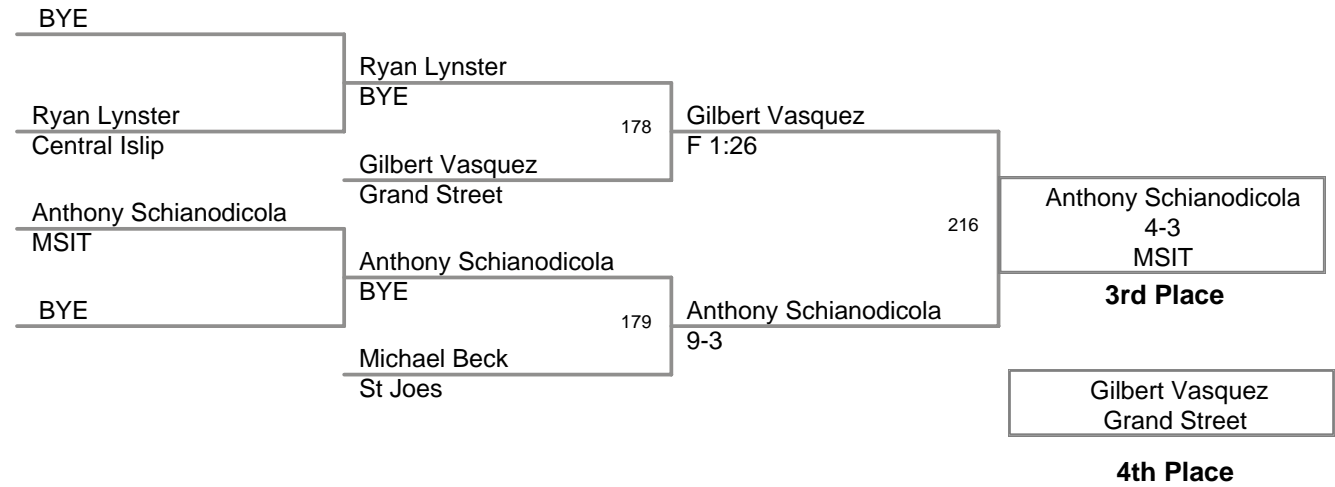 BYE
Ryan Lynster
Central Islip
Anthony Schianodicola
MSIT
BYE
Ryan Lynster
BYE
178
Gilbert Vasquez
Grand Street
Anthony Schianodicola
BYE
179
Michael Beck
St Joes
Gilbert Vasquez
F 1:26
216
Anthony Schianodicola
9-3
Anthony Schianodicola
4-3
MSIT
3rd Place
Gilbert Vasquez
Grand Street
4th Place